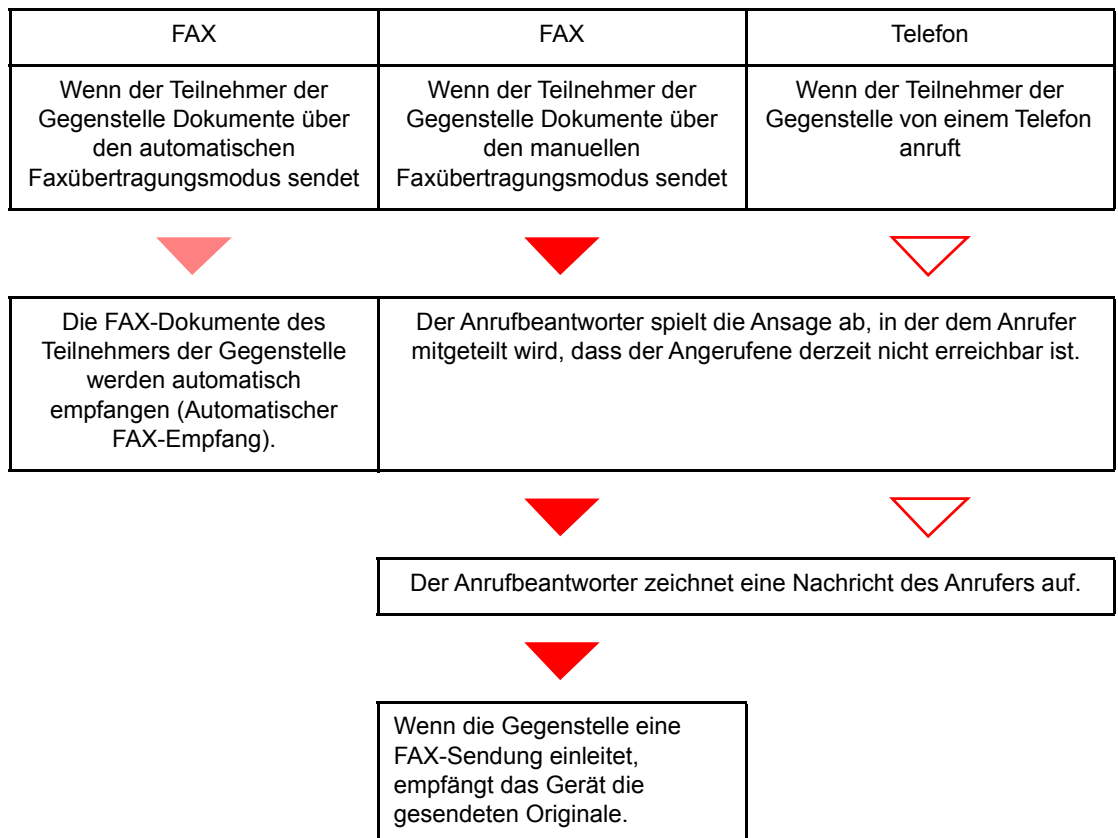 FAX
FAX
Telefon
Wenn der Teilnehmer der
Gegenstelle Dokumente über
den automatischen
Faxübertragungsmodus sendet
Wenn der Teilnehmer der
Gegenstelle Dokumente über
den manuellen
Faxübertragungsmodus sendet
Wenn der Teilnehmer der
Gegenstelle von einem Telefon
anruft
Die FAX-Dokumente des
Teilnehmers der Gegenstelle
werden automatisch
empfangen (Automatischer
FAX-Empfang).
Der Anrufbeantworter spielt die Ansage ab, in der dem Anrufer
mitgeteilt wird, dass der Angerufene derzeit nicht erreichbar ist.
Der Anrufbeantworter zeichnet eine Nachricht des Anrufers auf.
Wenn die Gegenstelle eine
FAX-Sendung einleitet,
empfängt das Gerät die
gesendeten Originale.